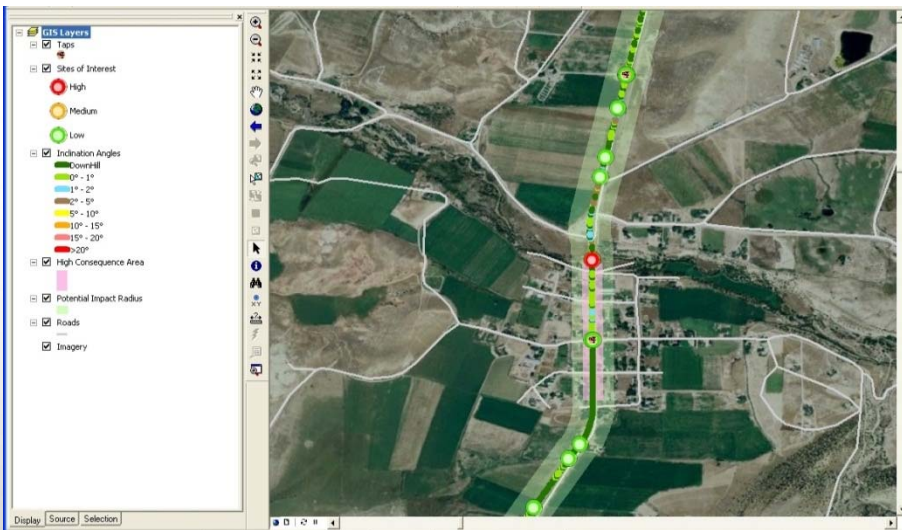 GIS Layers
Taps
Sites of Interest
High
Medium
Low
Inclination Angles
DownHill
0° - 1°
1° - 2°
2° - 5°
5° - 10°
10° - 15°
15° - 20°
>20°
High Consequence Area
Potential Impact Radius
Roads
Imagery
Display Source Selection
XY